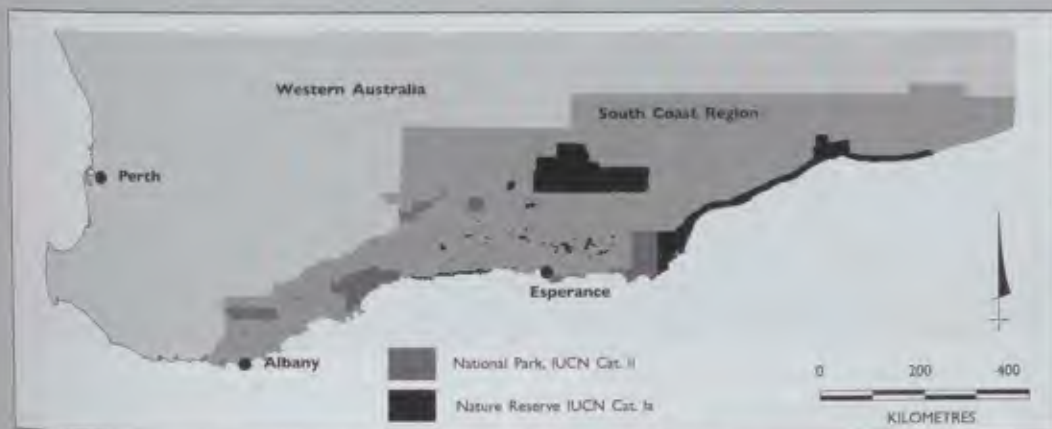 Western Australia
South Coast Region
Perth
Esperance
Albany
National Park, IUCN Cat. II
Nature Reserve IUCN Cat. Ia
0 200 400
KILOMETRES